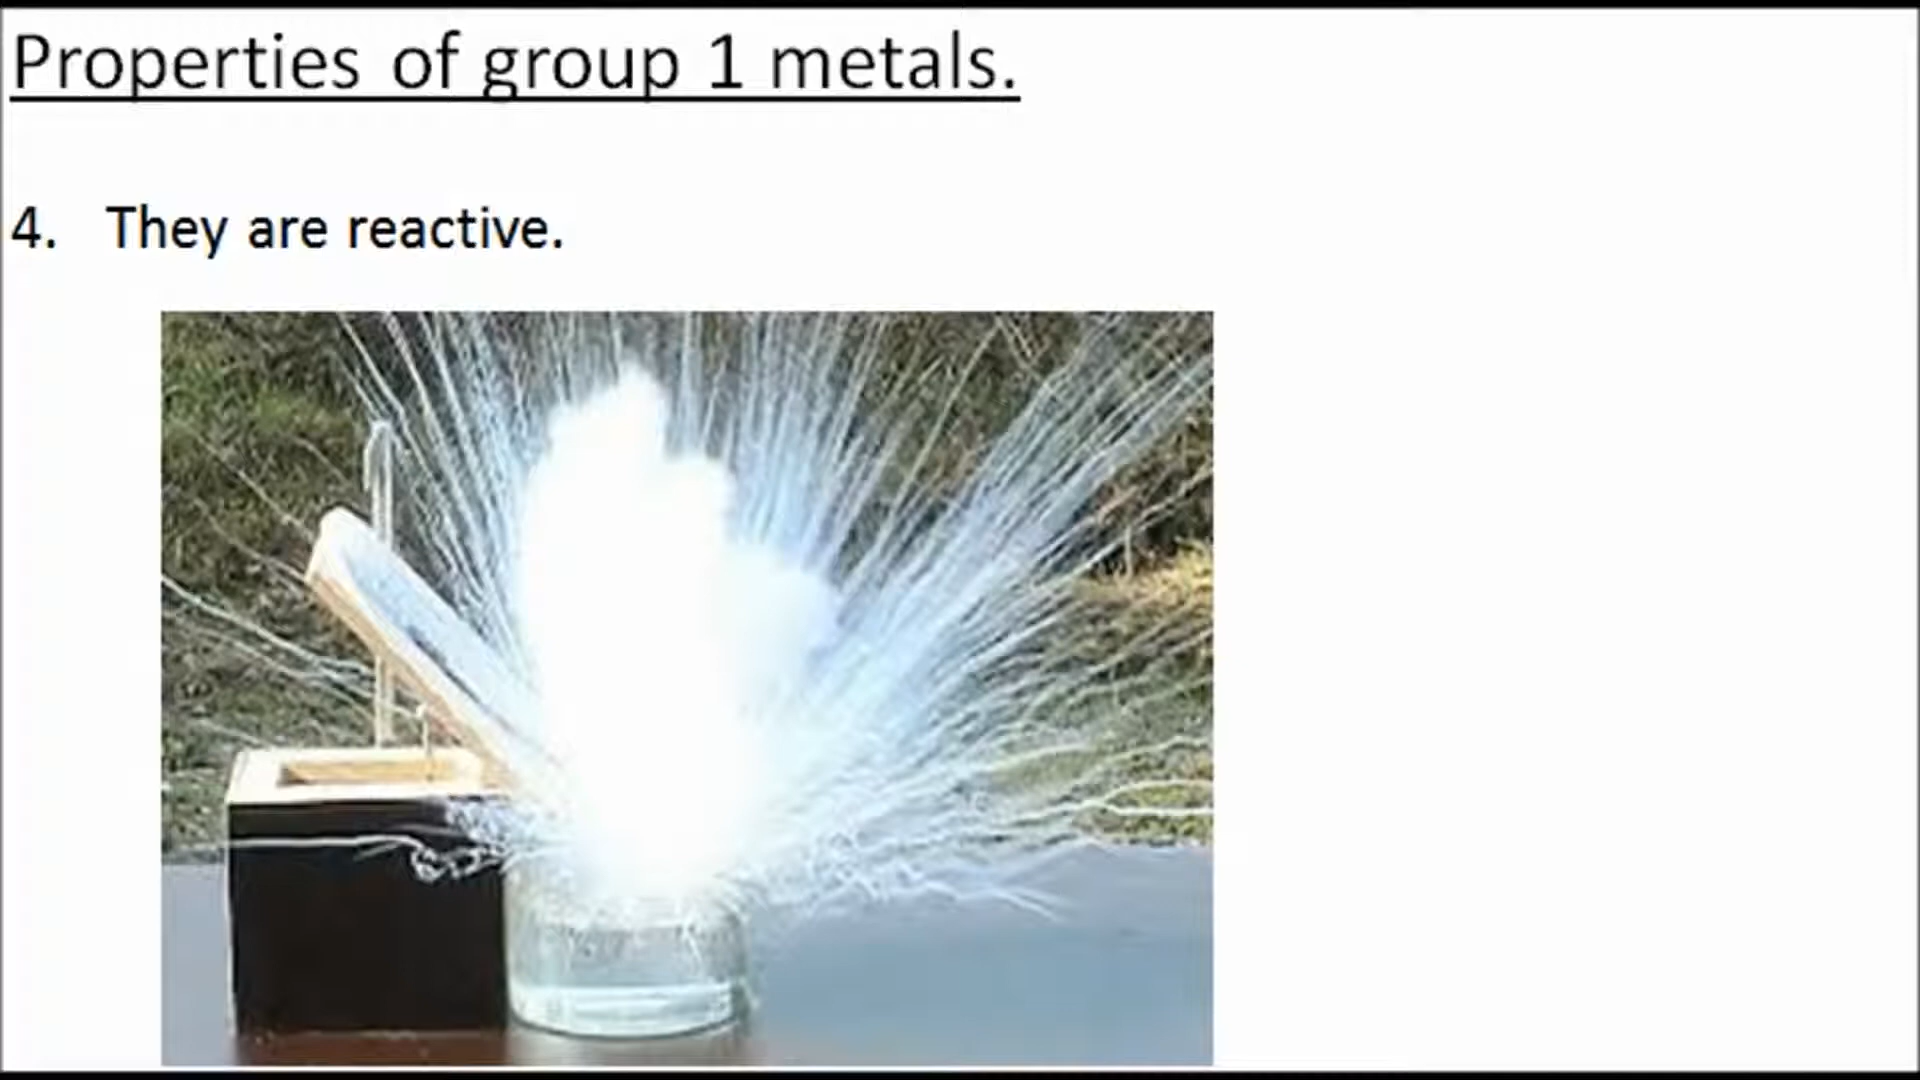 Properties of group 1 metals.
4. They are reactive.